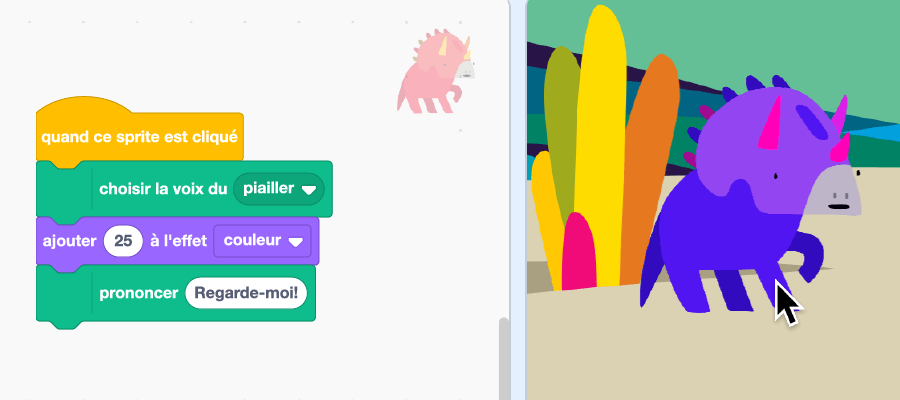 quand ce sprite est cliqué
choisir la voix du piailler
ajouter 25 à l'effet couleur
prononcer Regarde-moi!